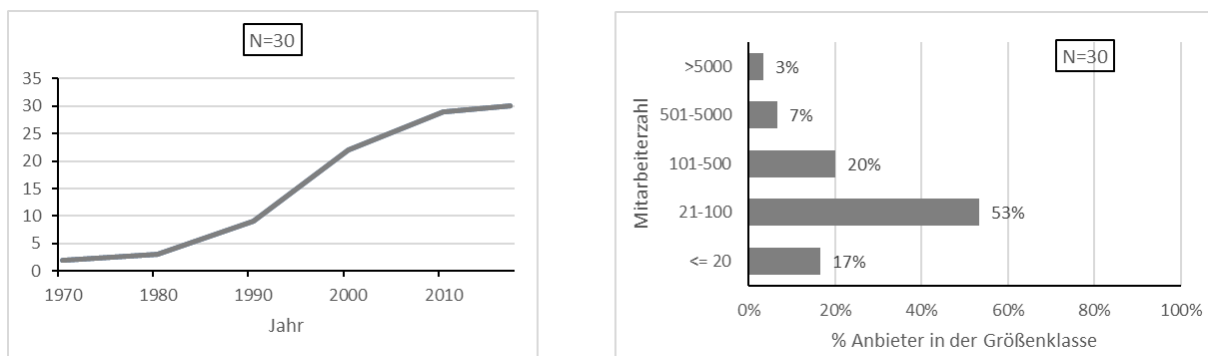 N=30
35
30
25
20
15
10
5
0
1970 1980 1990 2000 2010
Jahr
N=30
Mitarbeiterzahl
>5000 3%
501-5000 7%
101-500 20%
21-100 53%
<= 20 17%
0% 20% 40% 60% 80% 100%
% Anbieter in der Größenklasse